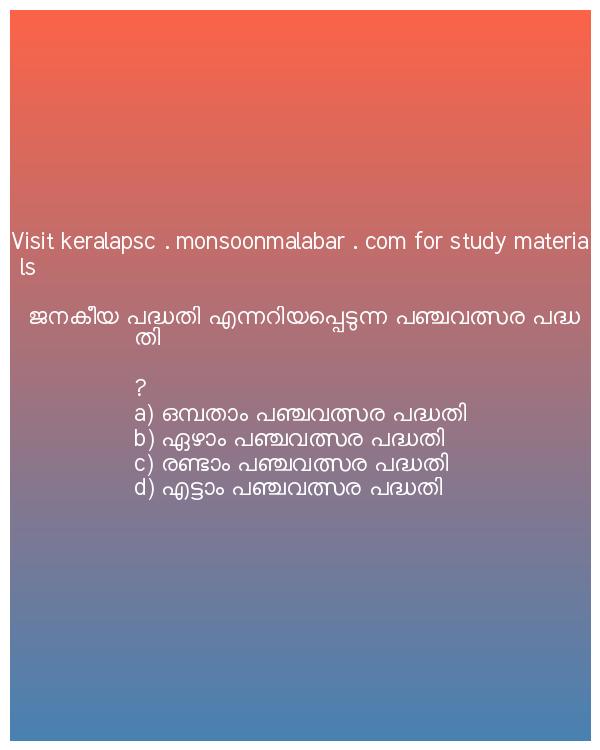 Visit keralapsc . monsoonmalabar . com for study materia
ls
ജനകീയ പദ്ധതി എന്നറിയപ്പെടുന്ന പഞ്ചവത്സര പദ്ധ
തി
?
a) ഒമ്പതാം പഞ്ചവത്സര പദ്ധതി
b) ഏഴാം പഞ്ചവത്സര പദ്ധതി
c) രണ്ടാം പഞ്ചവത്സര പദ്ധതി
d) എട്ടാം പഞ്ചവത്സര പദ്ധതി